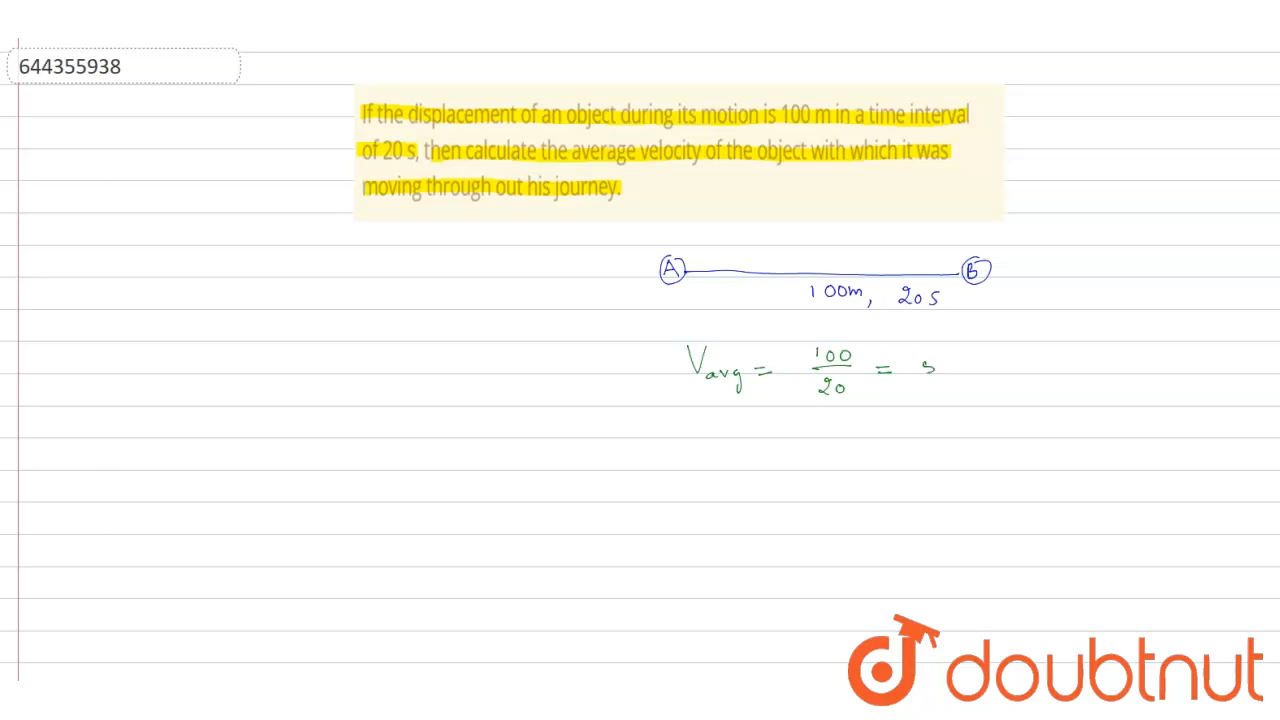 644355938
If the displacement of an object during its motion is 100 m in a time interval
of 20 s, then calculate the average velocity of the object with which it was
moving through out his journey.
A B
100m, 20 s
Vavg = 100/20 =
doubtnut